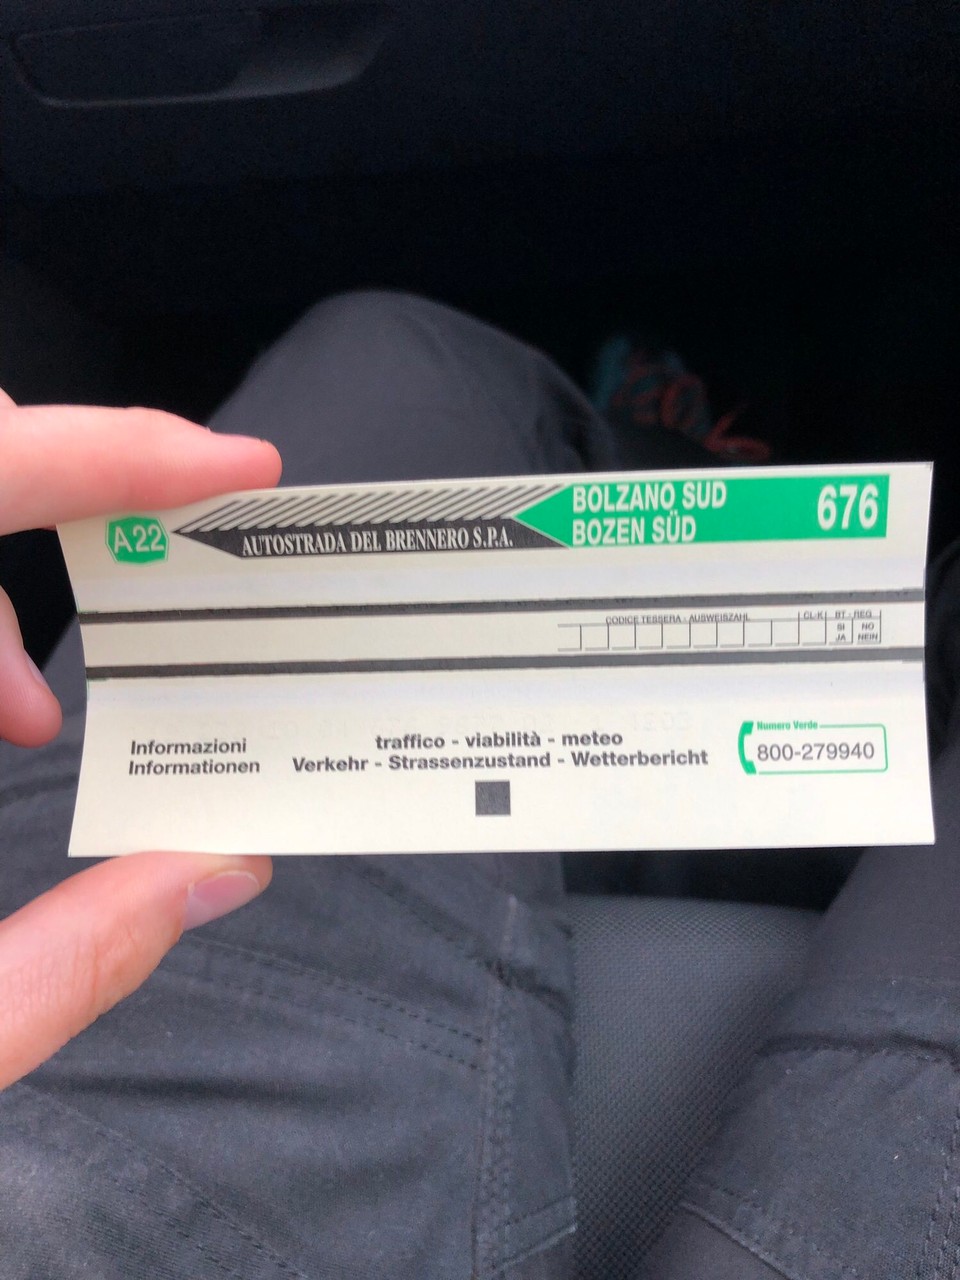 A22
AUTOSTRADA DEL BRENNERO S.P.A.
BOLZANO SUD
BOZEN SÜD
676
CODICE TESSERA - AUSWEISZAHL
CL-KL
BT - REG
SI NO
JA NEIN
Informazioni
Informationen
traffico - viabilità - meteo
Verkehr - Strassenzustand - Wetterbericht
Numero Verde
800-279940